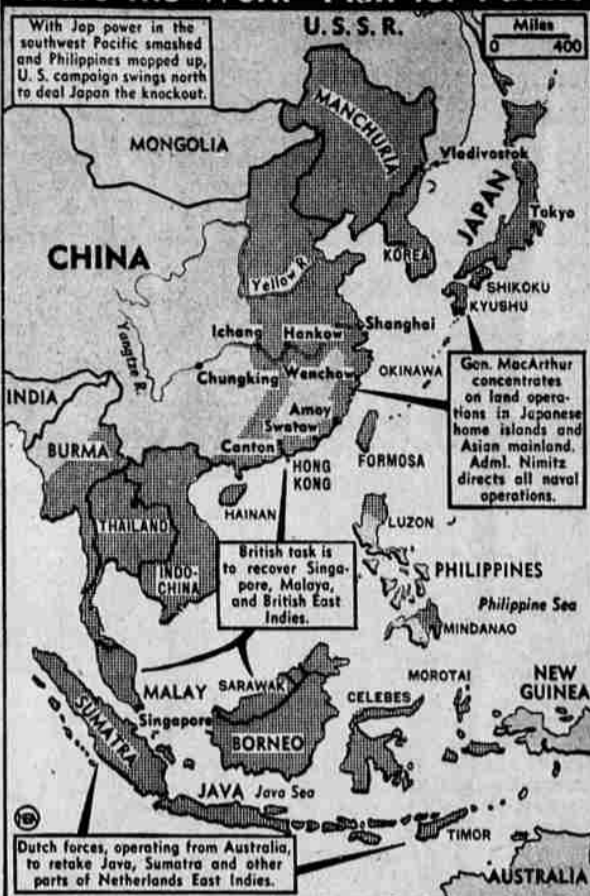 With Jap power in the
southwest Pacific smashed
and Philippines mopped up,
U. S. campaign swings north
to deal Japan the knockout.
U.S.S.R.
Miles
0 400
MONGOLIA
MANCHURIA
Vladivostok
JAPAN
Tokyo
CHINA
KOREA
Yellow R.
SHIKOKU
KYUSHU
Ichang
Hankow
Shanghai
Yangtze R.
Chungking
Wenchow
OKINAWA
INDIA
Amoy
Swatow
BURMA
Canton
HONG
KONG
FORMOSA
Gen. MacArthur
concentrates
on land opera-
tions in Japanese
home islands and
Asian mainland.
Adml. Nimitz
directs all naval
operations.
HAINAN
THAILAND
LUZON
INDO-
CHINA
British task is
to recover Singa-
pore, Malaya,
and British East
Indies.
PHILIPPINES
Philippine Sea
MINDANAO
MALAY
SARAWAK
CELEBES
MOROTAI
NEW
GUINEA
Singapore
SUMATRA
BORNEO
JAVA
Java Sea
NEA
TIMOR
Dutch forces, operating from Australia,
to retake Java, Sumatra and other
parts of Netherlands East Indies.
AUSTRALIA